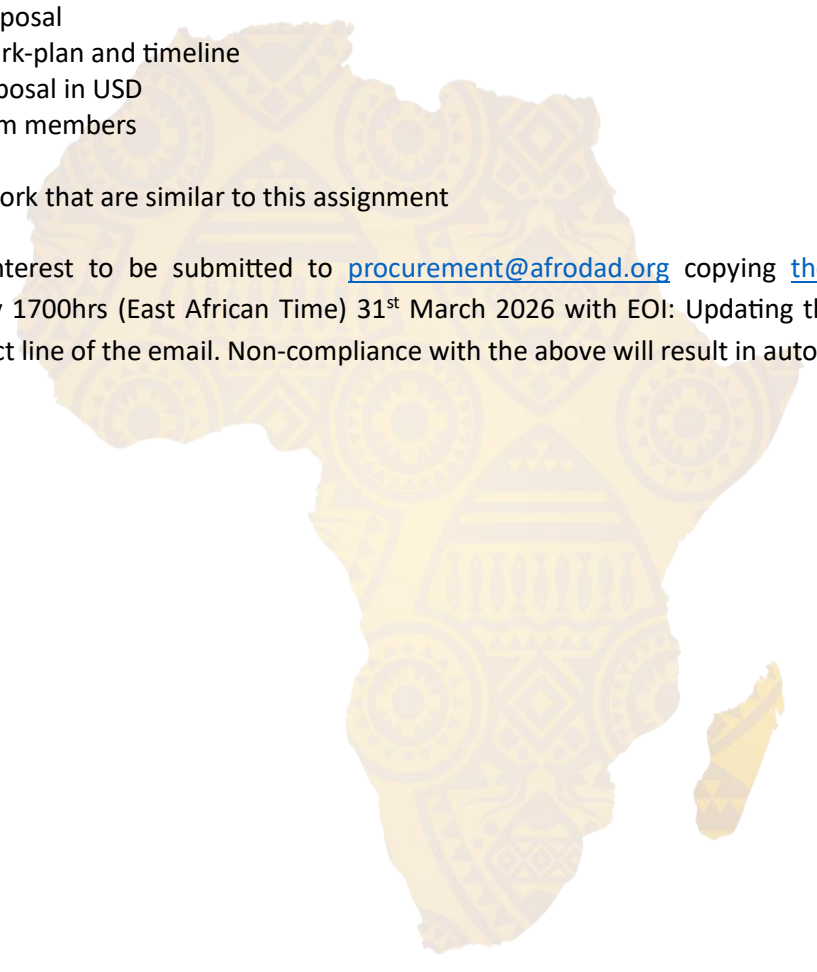 posal
rk-plan and timeline
posal in USD
m members
ork that are similar to this assignment
nterest to be submitted to procurement@afrodad.org copying th
y 1700hrs (East African Time) 31st March 2026 with EOI: Updating th
ct line of the email. Non-compliance with the above will result in auto